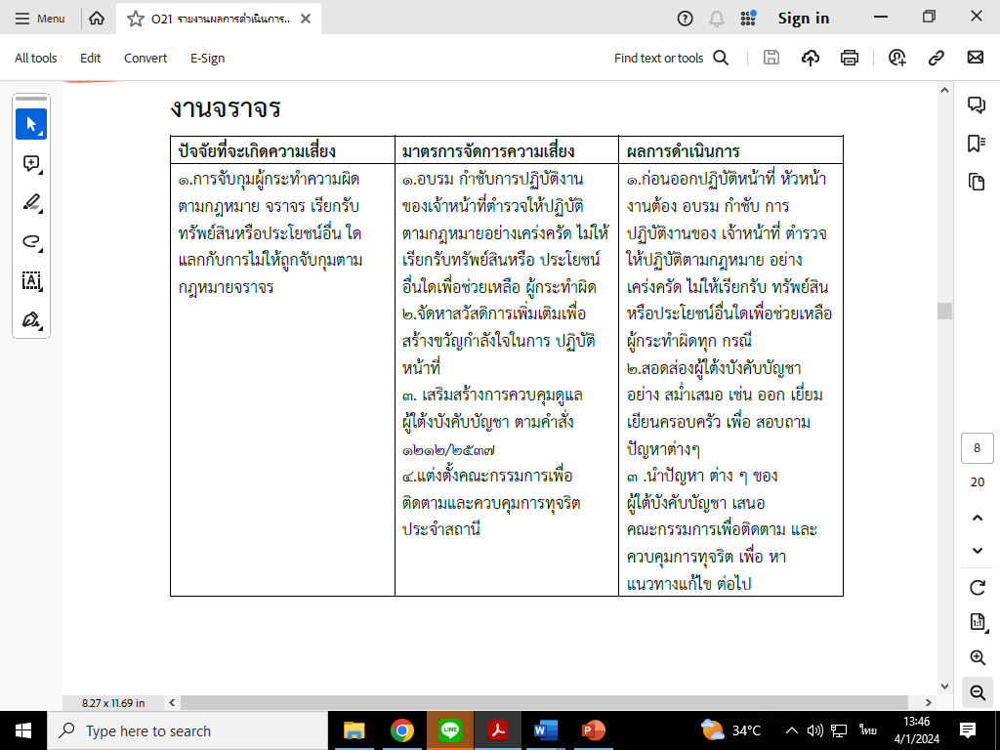 Menu
O21 รายงานผลการดำเนินการ..
Sign in
All tools
Edit
Convert
E-Sign
Find text or tools
งานจราจร
ปัจจัยที่จะเกิดความเสี่ยง
๑.การจับกุมผู้กระทำความผิด
ตามกฎหมาย จราจร เรียกรับ
ทรัพย์สินหรือประโยชน์อื่น ใด
แลกกับการไม่ให้ถูกจับกุมตาม
กฎหมายจราจร
มาตรการจัดการความเสี่ยง
๑.อบรม กำชับการปฏิบัติงาน
ของเจ้าหน้าที่ตำรวจให้ปฏิบัติ
ตามกฎหมายอย่างเคร่งครัด ไม่ให้
เรียกรับทรัพย์สินหรือ ประโยชน์
อื่นใดเพื่อช่วยเหลือ ผู้กระทำผิด
๒.จัดหาสวัสดิการเพิ่มเติมเพื่อ
สร้างขวัญกำลังใจในการ ปฏิบัติ
หน้าที่
๓. เสริมสร้างการควบคุมดูแล
ผู้ใต้งบังคับบัญชา ตามคำสั่ง
๑๒๑๒/๒๕๓๗
๔.แต่งตั้งคณะกรรมการเพื่อ
ติดตามและควบคุมการทุจริต
ประจำสถานี
ผลการดำเนินการ
๑.ก่อนออกปฏิบัติหน้าที่ หัวหน้า
งานต้อง อบรม กำชับ การ
ปฏิบัติงานของ เจ้าหน้าที่ ตำรวจ
ให้ปฏิบัติตามกฎหมาย อย่าง
เคร่งครัด ไม่ให้เรียกรับ ทรัพย์สิน
หรือประโยชน์อื่นใดเพื่อช่วยเหลือ
ผู้กระทำผิดทุก กรณี
๒.สอดส่องผู้ใต้งบังคับบัญชา
อย่าง สม่ำเสมอ เช่น ออก เยี่ยม
เยียนครอบครัว เพื่อ สอบถาม
ปัญหาต่างๆ
๓ .นำปัญหา ต่าง ๆ ของ
ผู้ใต้บังคับบัญชา เสนอ
คณะกรรมการเพื่อติดตาม และ
ควบคุมการทุจริต เพื่อ หา
แนวทางแก้ไข ต่อไป
8
20
1:1
8.27 x 11.69 in
Type here to search
LINE
34°C
ไทย
13:46
4/1/2024